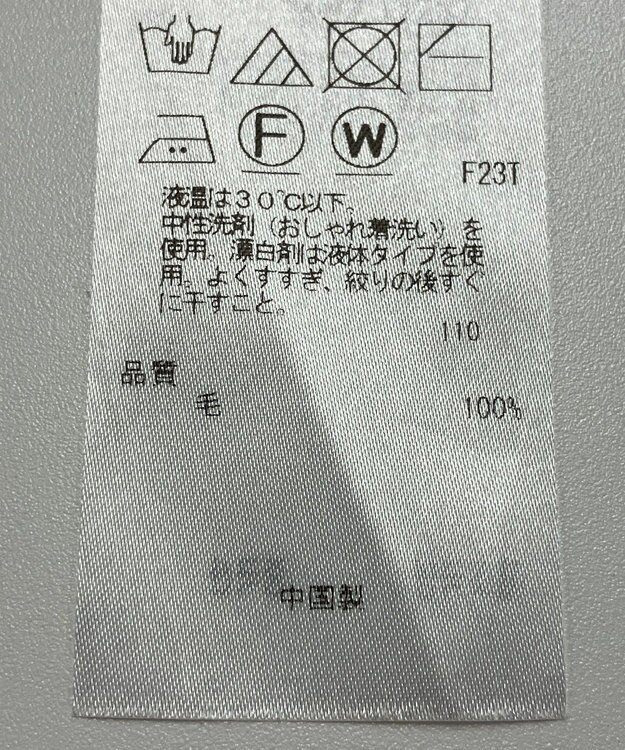 F W
F23T
液温は30℃以下.
中性洗剤（おしゃれ着洗い）を
使用。漂白剤は液体タイプを使
用。よくすすぎ、絞りの後すぐ
に干すこと。
110
品質
毛 100%
中国製